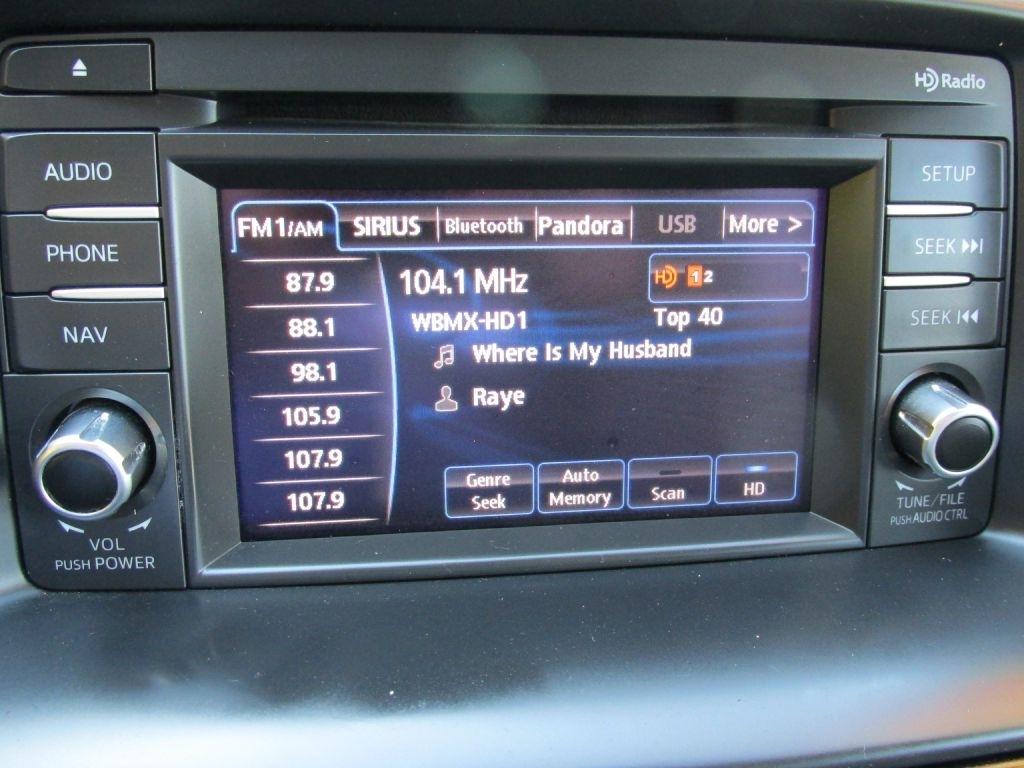 HD Radio
AUDIO
PHONE
NAV
VOL
PUSH POWER
FM1/AM SIRIUS Bluetooth Pandora USB More >
87.9
88.1
98.1
105.9
107.9
107.9
104.1 MHz
HD 1 2
WBMX-HD1
Top 40
Where Is My Husband
Raye
Genre
Seek
Auto
Memory
Scan
HD
SETUP
SEEK
SEEK
TUNE/FILE
PUSH AUDIO CTRL